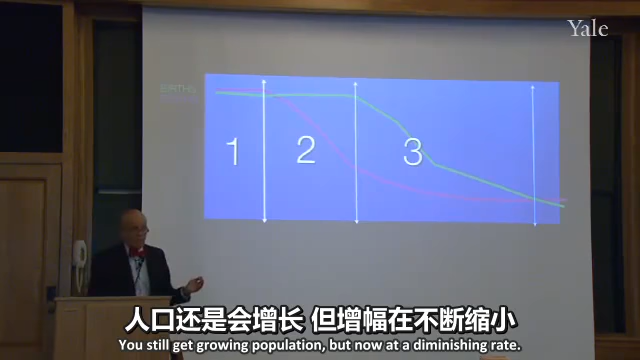 Yale
BIRTHS
1
2
3
人口还是会增长 但增幅在不断缩小
You still get growing population, but now at a diminishing rate.